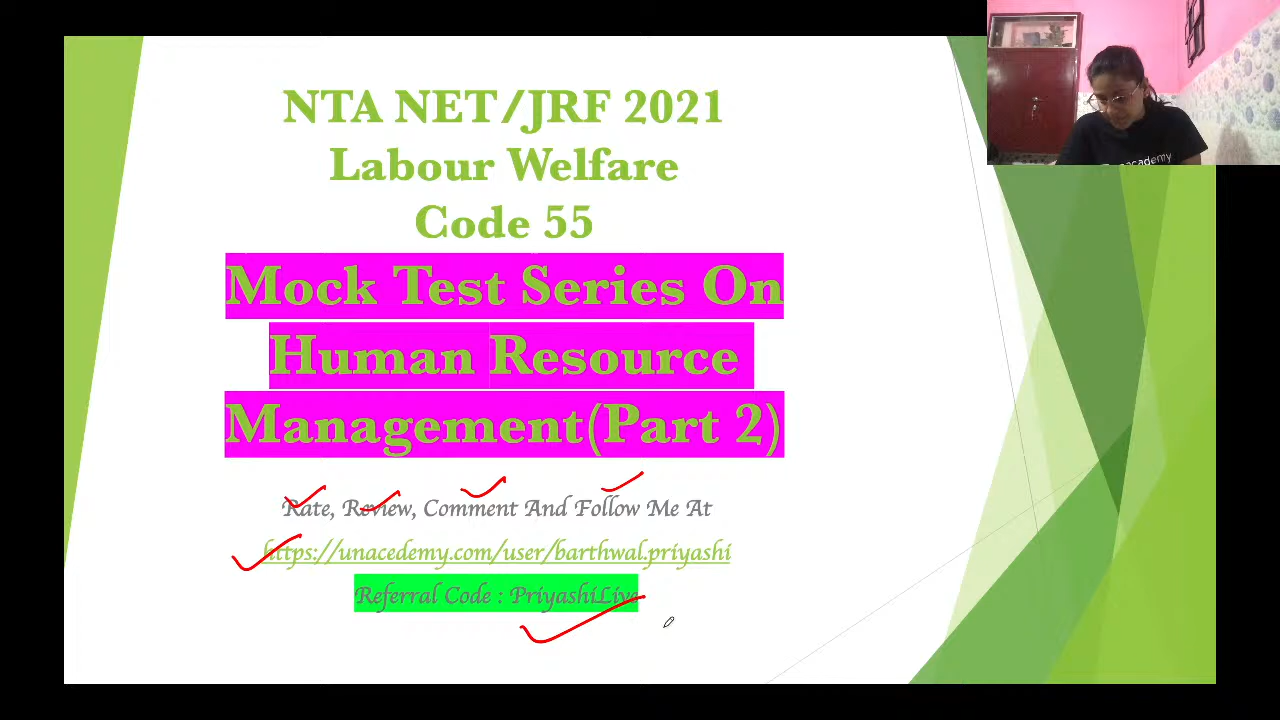 NTA NET/JRF 2021
Labour Welfare
Code 55
Mock Test Series On
Human Resource
Management(Part 2)
Rate, Review, Comment And Follow Me At
https://unacedemy.com/user/barthwal.priyashi
Referral Code : PriyashiLive